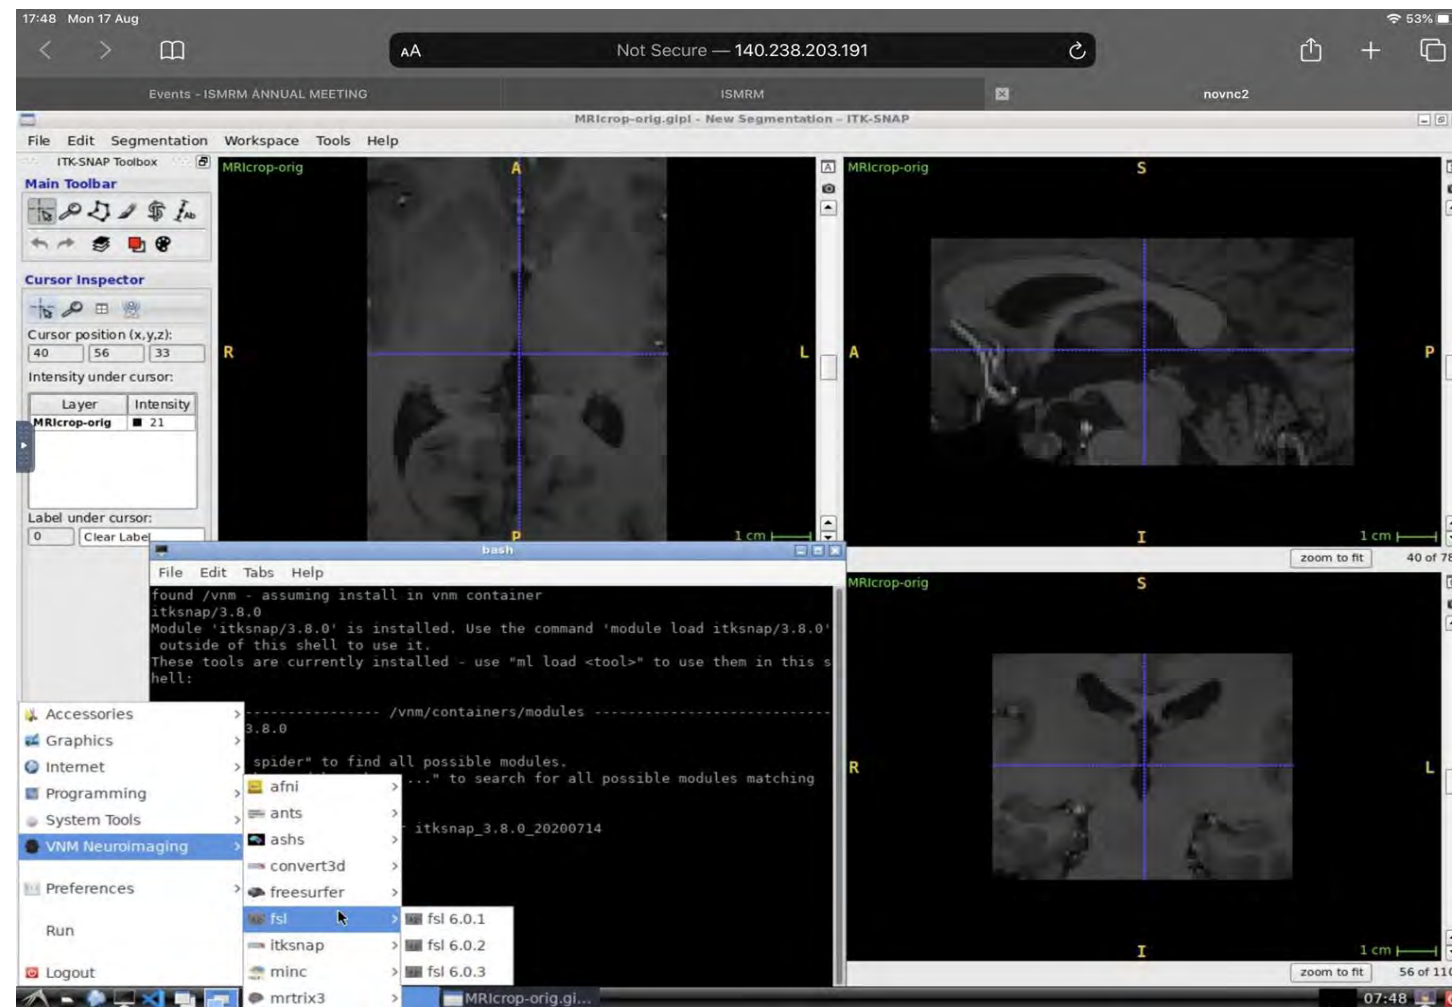 17:48 Mon 17 Aug
53%
AA
Not Secure — 140.238.203.191
Events - ISMRM ANNUAL MEETING
ISMRM
novnc2
MRIcrop-orig.gipl - New Segmentation - ITK-SNAP
File Edit Segmentation Workspace Tools Help
ITK-SNAP Toolbox
Main Toolbar
Cursor Inspector
Cursor position (x,y,z):
40 56 33
Intensity under cursor:
Layer Intensity
MRIcrop-orig 21
Label under cursor:
0 Clear Label
MRIcrop-orig
A
R
L
P
1 cm
A
MRIcrop-orig
S
A
P
I
1 cm
zoom to fit
40 of 78
MRIcrop-orig
S
R
L
I
1 cm
zoom to fit
56 of 110
bash
File Edit Tabs Help
found /vnm - assuming install in vnm container
itksnap/3.8.0
Module 'itksnap/3.8.0' is installed. Use the command 'module load itksnap/3.8.0'
outside of this shell to use it.
These tools are currently installed - use "ml load <tool>" to use them in this s
hell:
---------------- /vnm/containers/modules ---------------------------
3.8.0
spider" to find all possible modules.
..." to search for all possible modules matching
itksnap_3.8.0_20200714
Accessories
Graphics
Internet
Programming
System Tools
VNM Neuroimaging
Preferences
Run
Logout
afni
ants
ashs
convert3d
freesurfer
fsl
itksnap
minc
mrtrix3
fsl 6.0.1
fsl 6.0.2
fsl 6.0.3
MRIcrop-orig.gi...
07:48